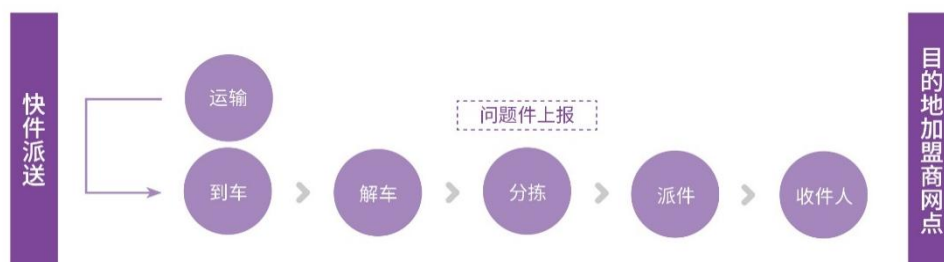 快件派送
运输
问题件上报
到车
解车
分拣
派件
收件人
目的地加盟商网点